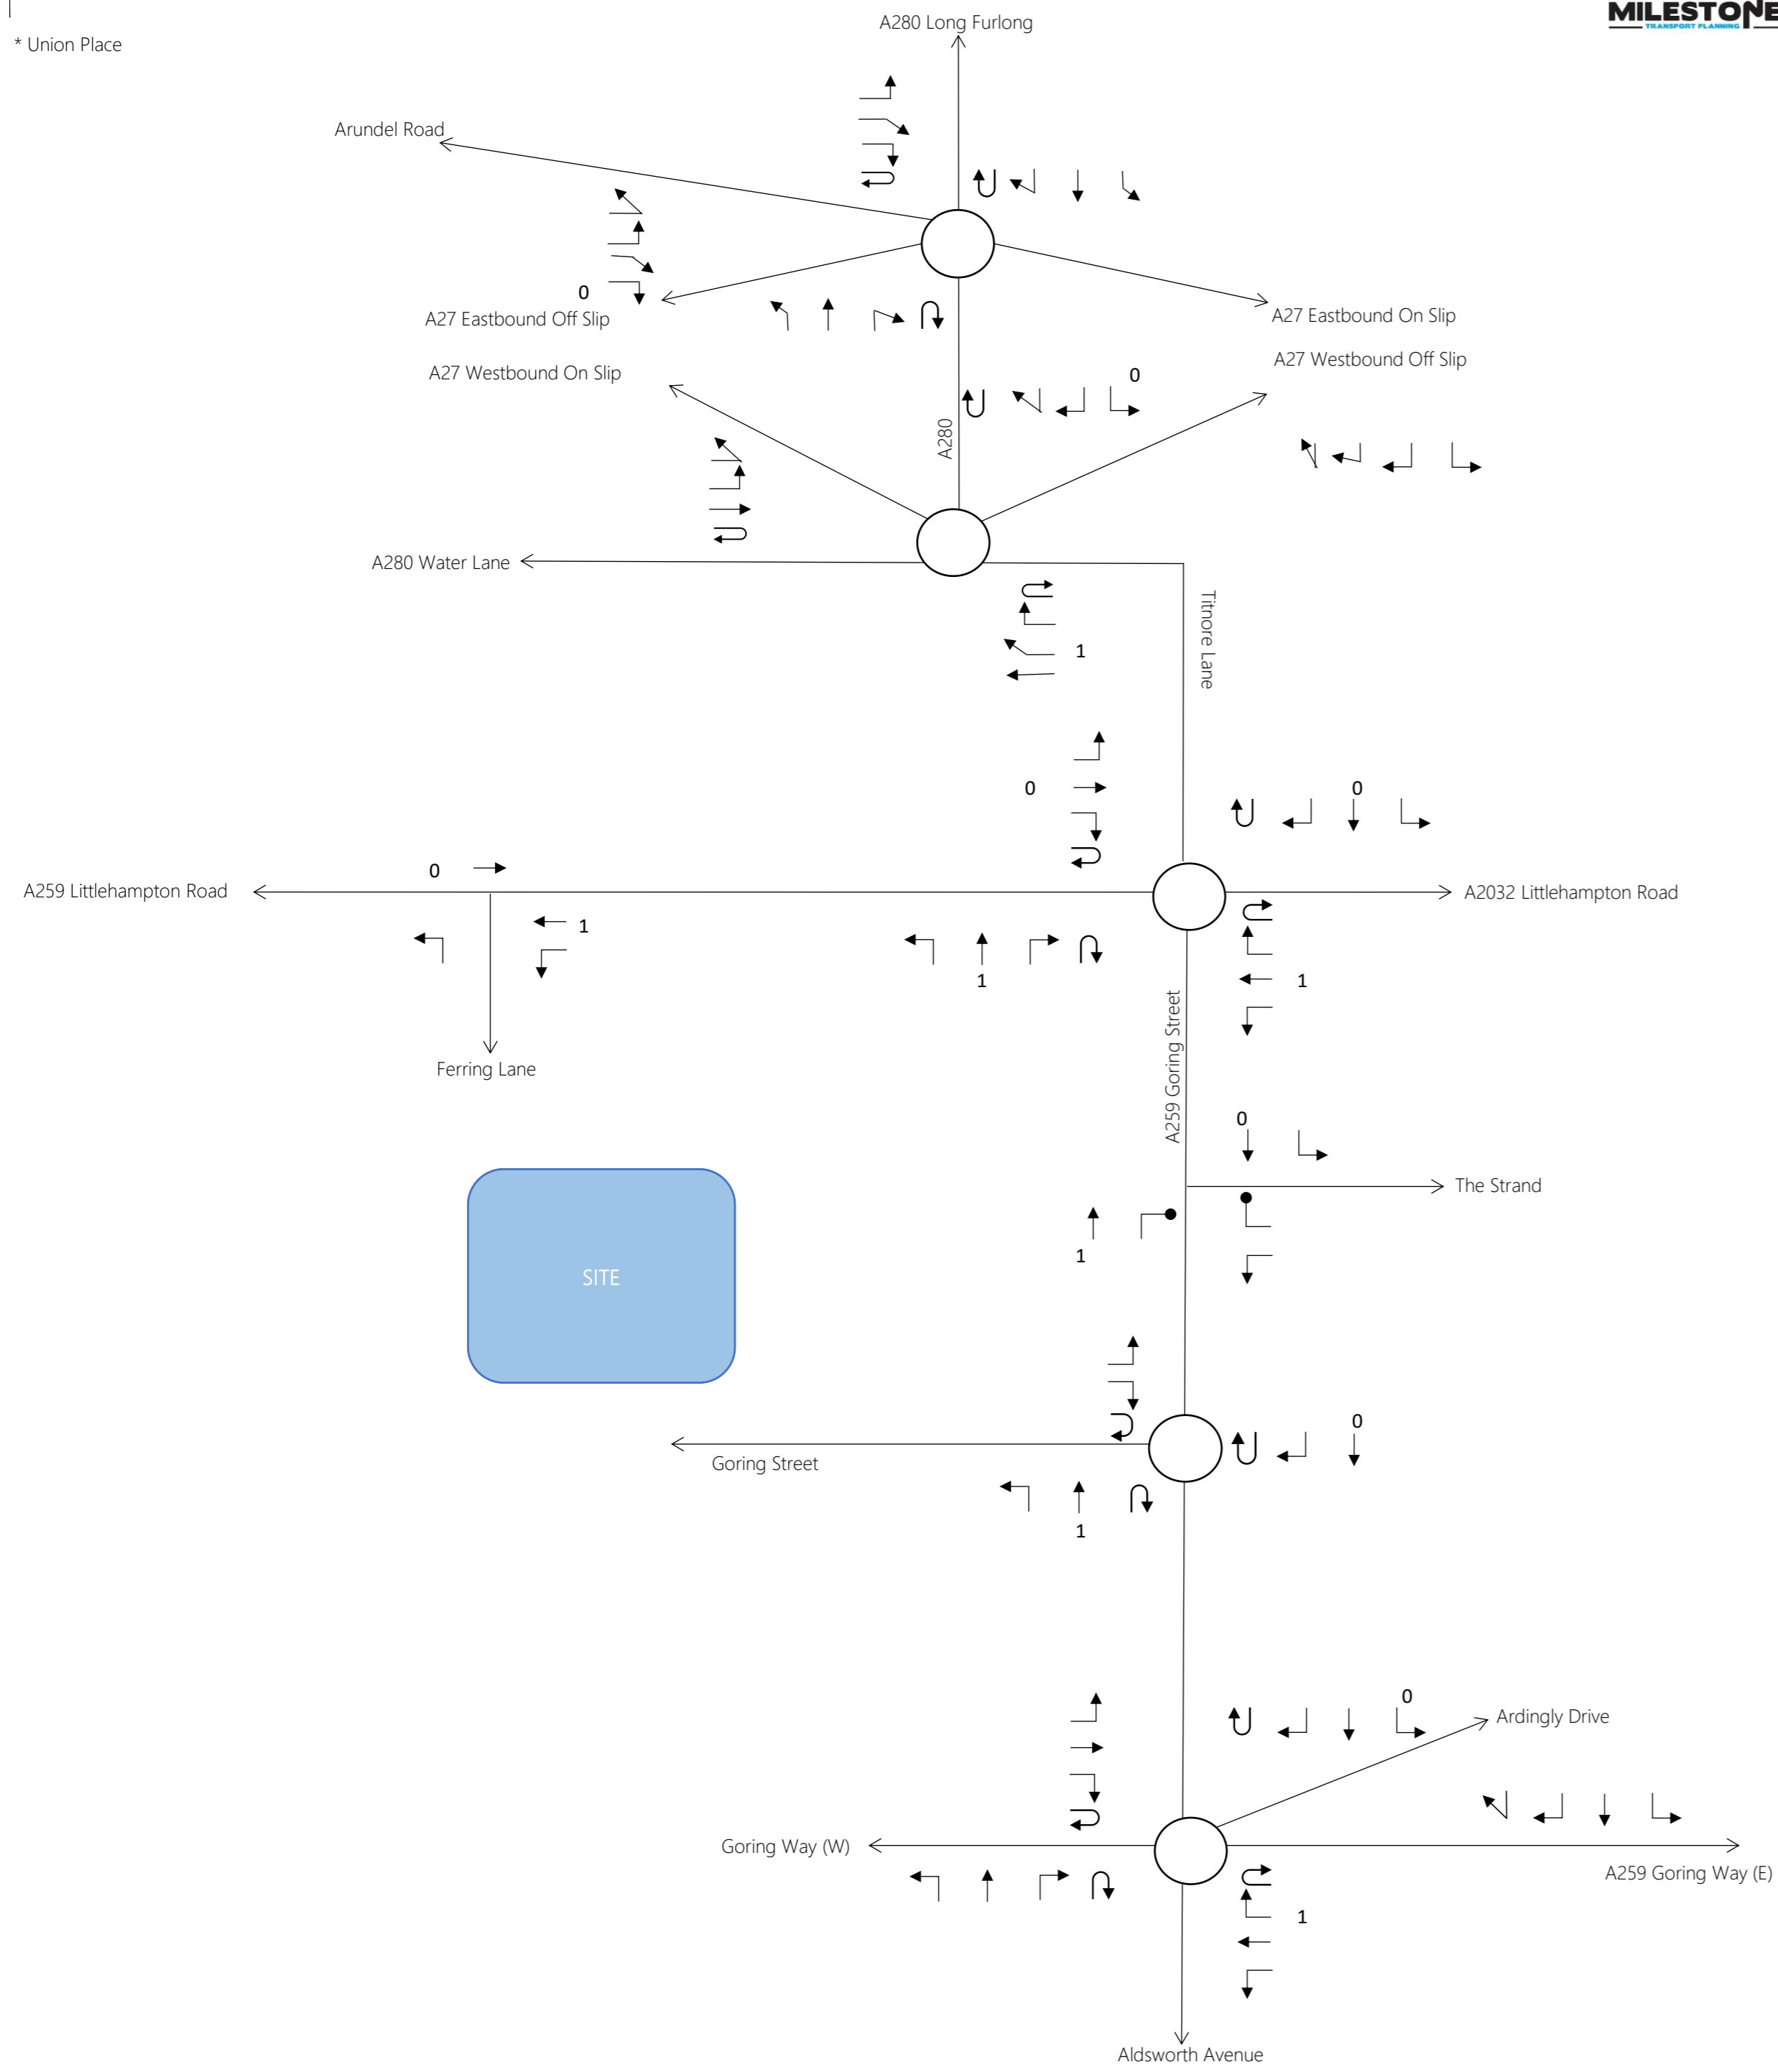 MILESTONE
TRANSPORT PLANNING
* Union Place
A280 Long Furlong
Arundel Road
0
A27 Eastbound Off Slip
A27 Eastbound On Slip
A27 Westbound On Slip
A27 Westbound Off Slip
0
A280
A280 Water Lane
Titnore Lane
1
0
0
0
A259 Littlehampton Road
A2032 Littlehampton Road
1
1
1
Ferring Lane
A259 Goring Street
0
The Strand
1
SITE
0
Goring Street
1
0
Ardingly Drive
Goring Way (W)
A259 Goring Way (E)
1
Aldsworth Avenue